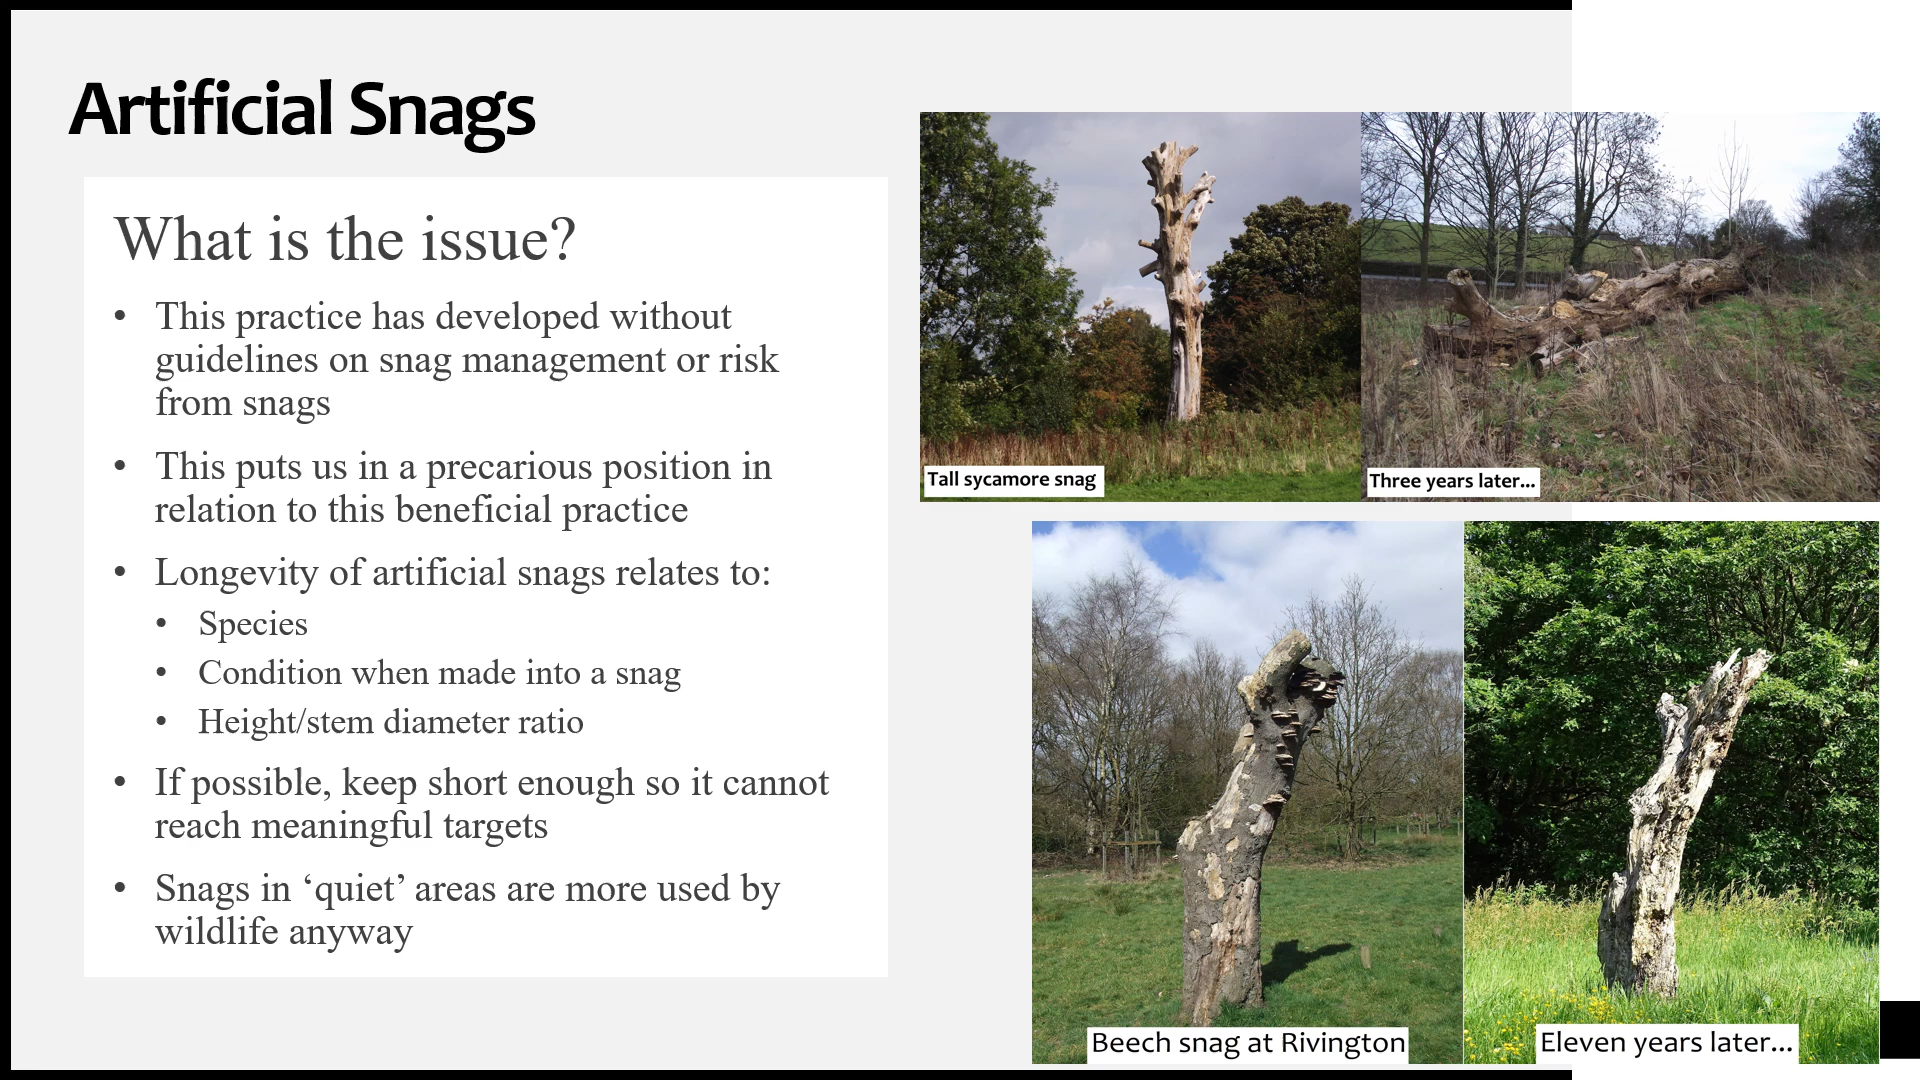 Artificial Snags
What is the issue?
• This practice has developed without
guidelines on snag management or risk
from snags
• This puts us in a precarious position in
relation to this beneficial practice
• Longevity of artificial snags relates to:
• Species
• Condition when made into a snag
• Height/stem diameter ratio
• If possible, keep short enough so it cannot
reach meaningful targets
• Snags in ‘quiet’ areas are more used by
wildlife anyway
Tall sycamore snag
Three years later...
Beech snag at Rivington
Eleven years later...